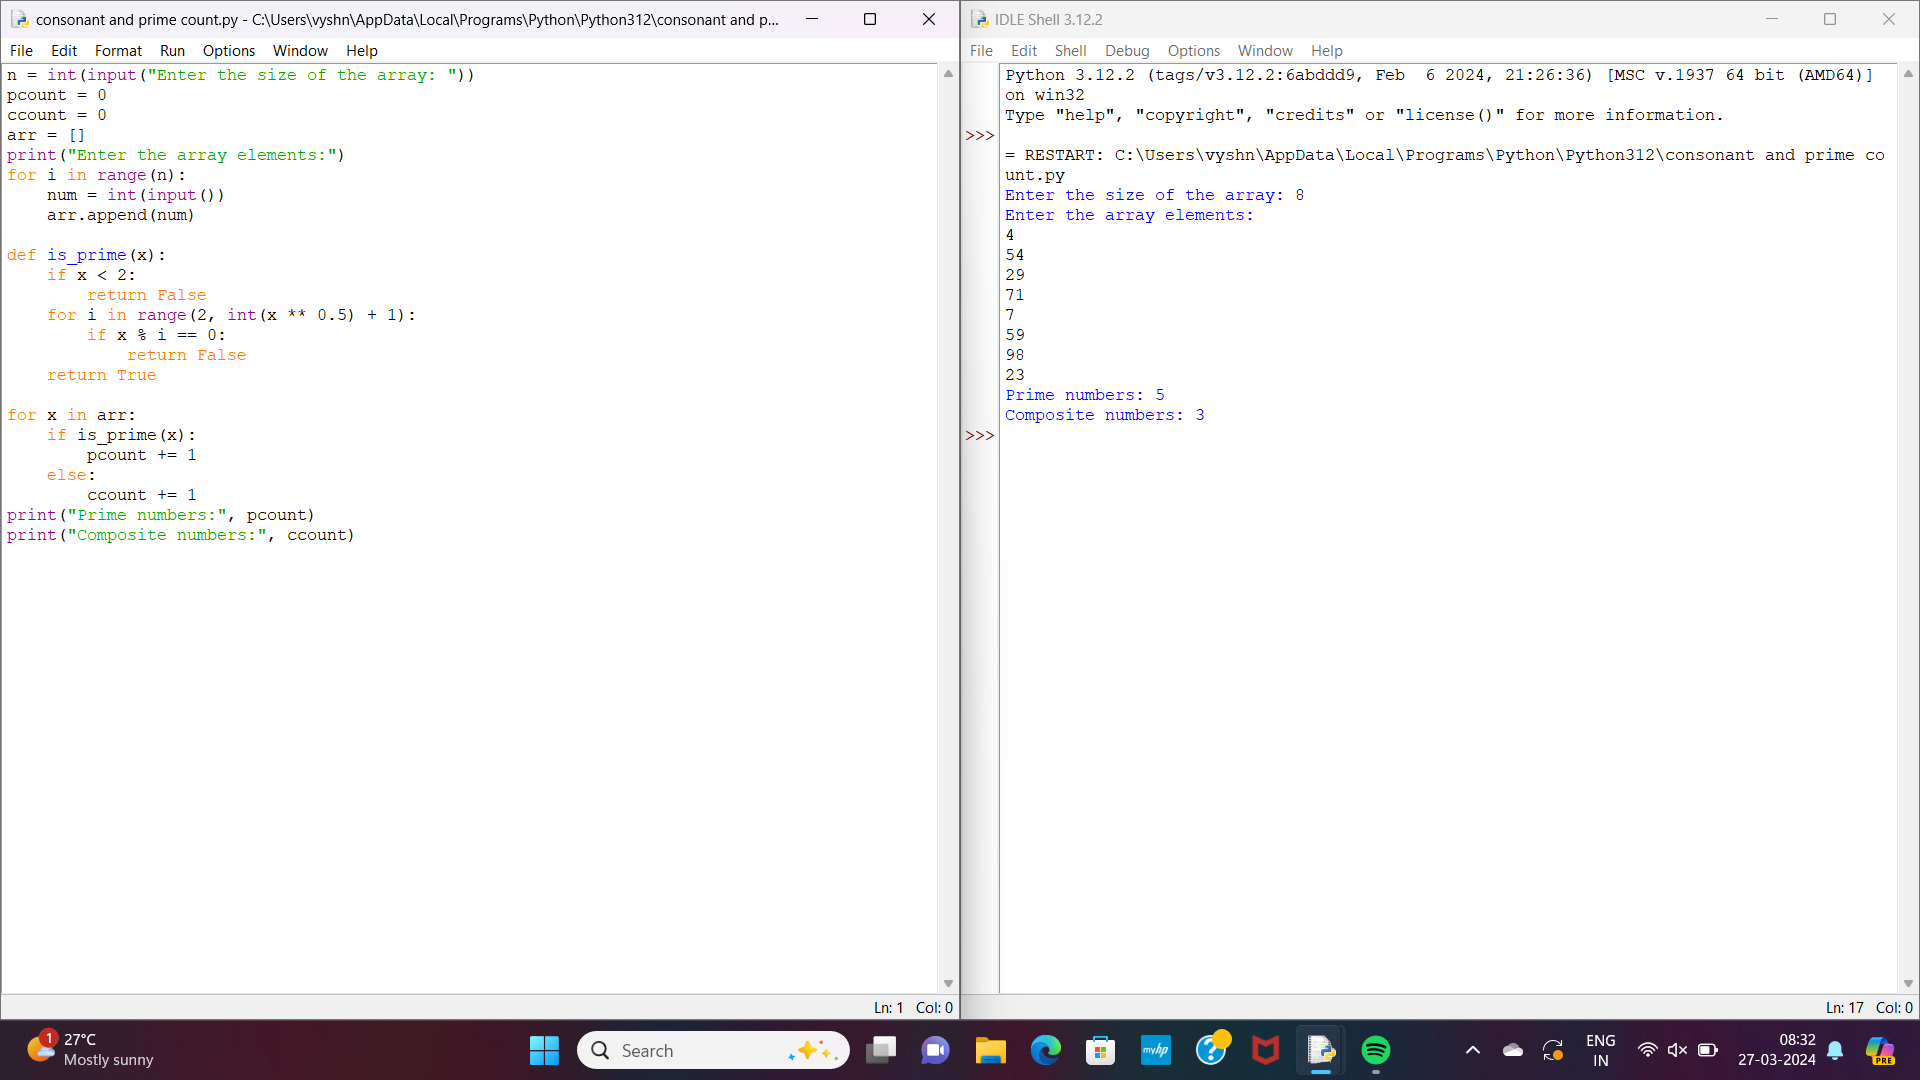 consonant and prime count.py - C:\Users\vyshn\AppData\Local\Programs\Python\Python312\consonant and p...
File Edit Format Run Options Window Help
n = int(input("Enter the size of the array: "))
pcount = 0
ccount = 0
arr = []
print("Enter the array elements:")
for i in range(n):
    num = int(input())
    arr.append(num)

def is_prime(x):
    if x < 2:
        return False
    for i in range(2, int(x ** 0.5) + 1):
        if x % i == 0:
            return False
    return True

for x in arr:
    if is_prime(x):
        pcount += 1
    else:
        ccount += 1
print("Prime numbers:", pcount)
print("Composite numbers:", ccount)
Ln: 1 Col: 0
IDLE Shell 3.12.2
File Edit Shell Debug Options Window Help
Python 3.12.2 (tags/v3.12.2:6abddd9, Feb  6 2024, 21:26:36) [MSC v.1937 64 bit (AMD64)]
on win32
Type "help", "copyright", "credits" or "license()" for more information.
>>>
= RESTART: C:\Users\vyshn\AppData\Local\Programs\Python\Python312\consonant and prime co
unt.py
Enter the size of the array: 8
Enter the array elements:
4
54
29
71
7
59
98
23
Prime numbers: 5
Composite numbers: 3
>>>
Ln: 17 Col: 0
1
27°C
Mostly sunny
Search
myhp
ENG
IN
08:32
27-03-2024
PRE